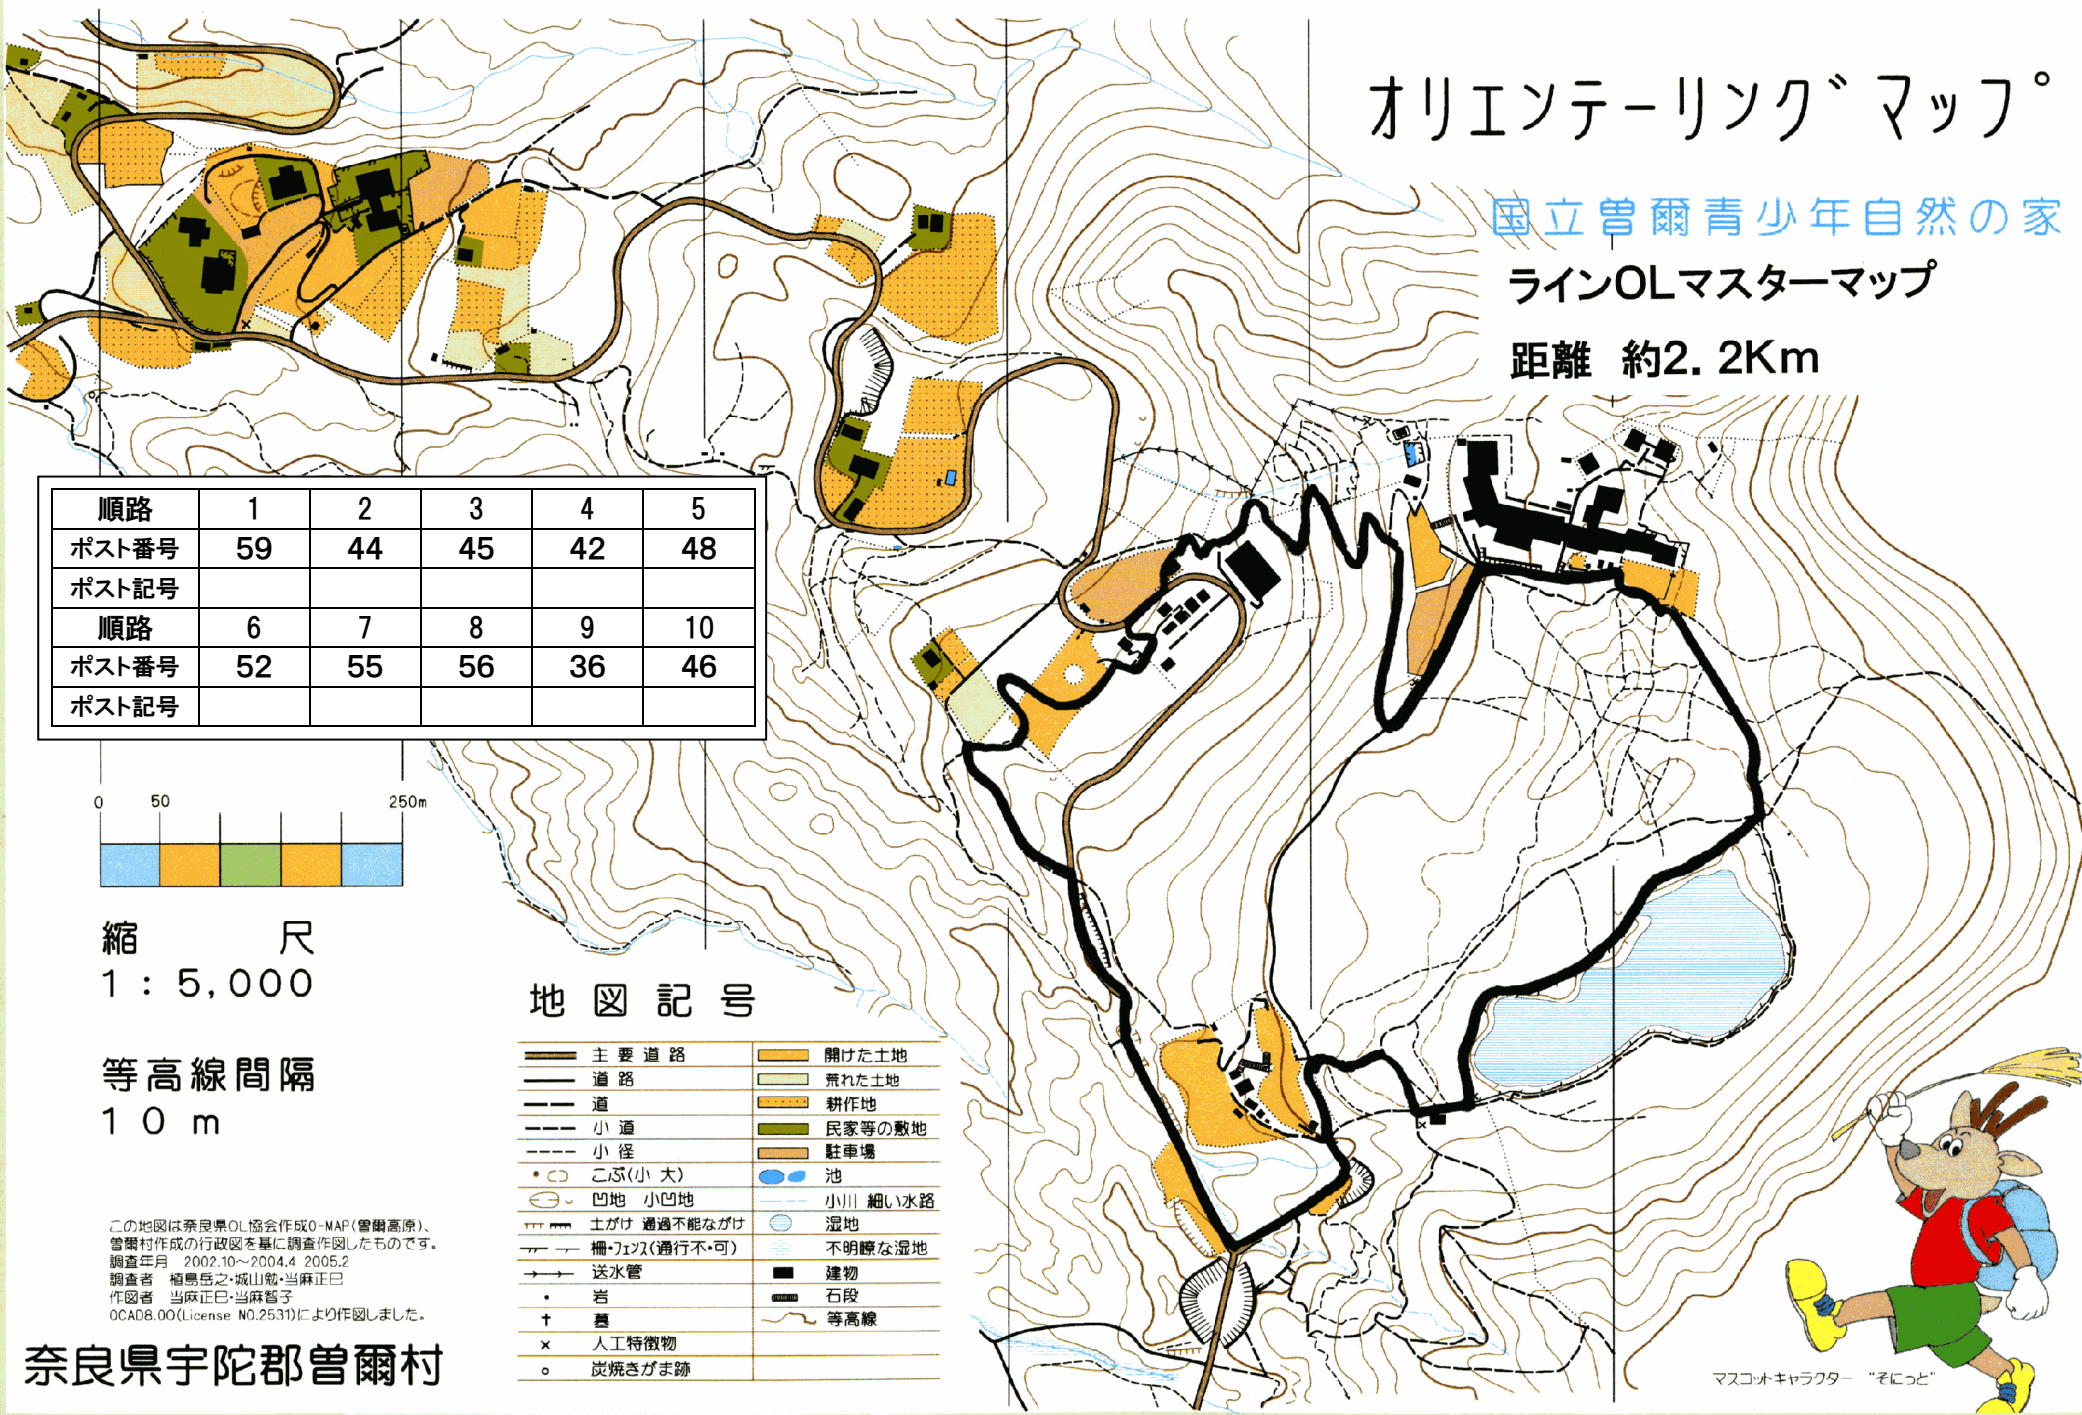 オリエンテーリングマップ
国立曽爾青少年自然の家
ラインOLマスターマップ
距離 約2.2Km
順路 1 2 3 4 5
ポスト番号 59 44 45 42 48
ポスト記号
順路 6 7 8 9 10
ポスト番号 52 55 56 36 46
ポスト記号
0 50 250m
縮尺
1:5,000
等高線間隔
10m
この地図は奈良県OL協会作成O-MAP(曽爾高原)、
曽爾村作成の行政図を基に調査作図したものです。
調査年月 2002.10〜2004.4 2005.2
調査者 植島岳之・城山勉・当麻正巳
作図者 当麻正巳・当麻智子
OCAD8.00(License NO.2531)により作図しました。
奈良県宇陀郡曽爾村
地図記号
主要道路 開けた土地
道路 荒れた土地
道 耕作地
小道 民家等の敷地
小径 駐車場
こぶ(小 大) 池
凹地 小凹地 小川 細い水路
土がけ 通過不能ながけ 湿地
柵・フェンス(通行不・可) 不明瞭な湿地
送水管 建物
岩 石段
墓 等高線
人工特徴物
炭焼きがま跡
マスコットキャラクター "そにっと"